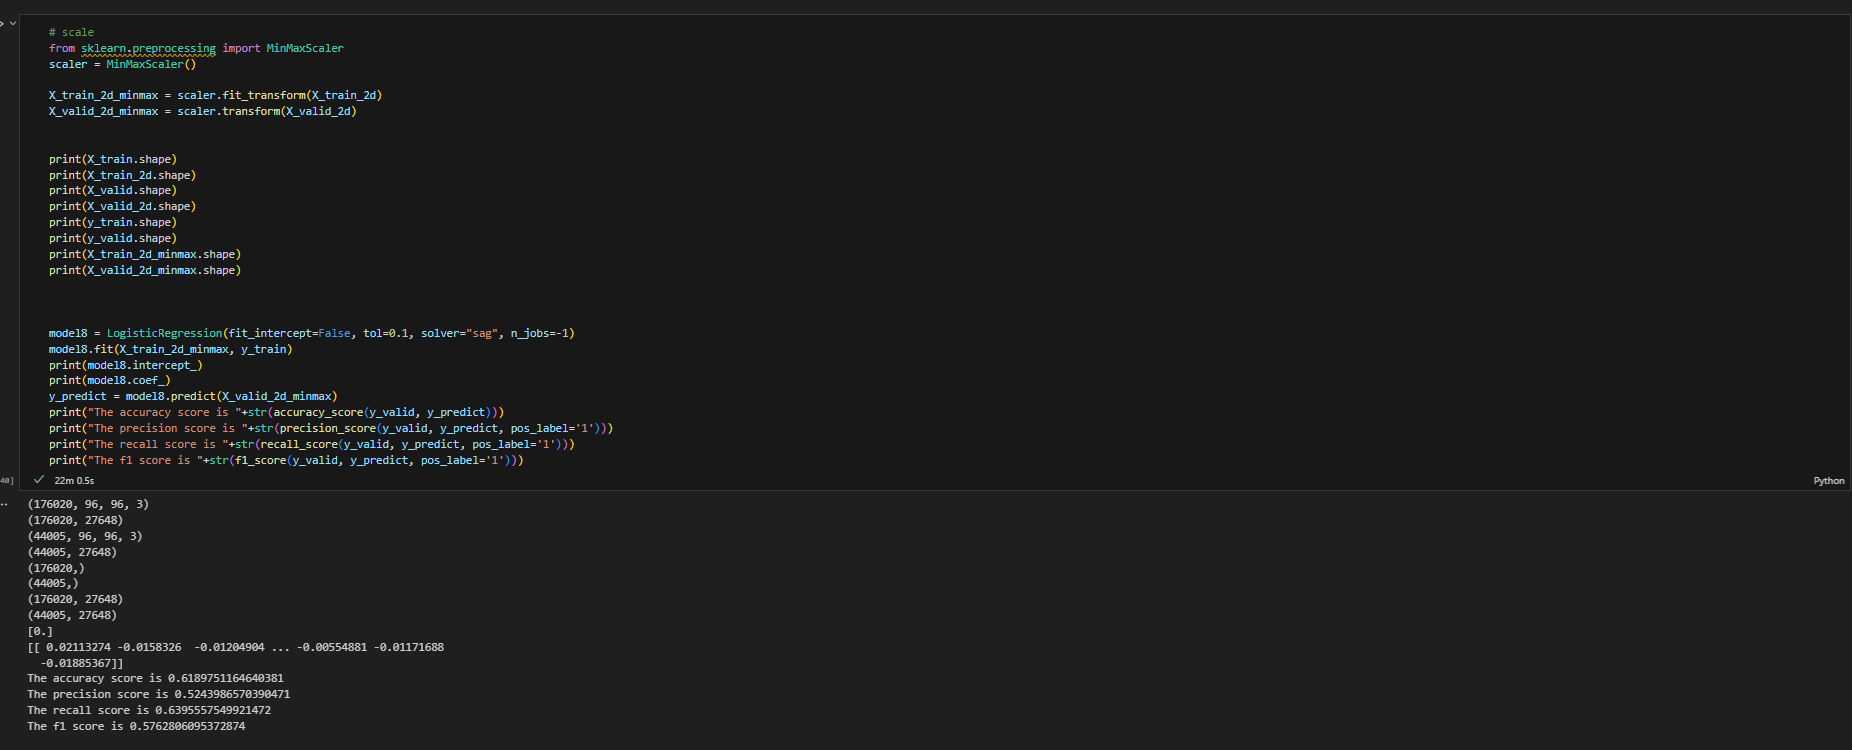 # scale
from sklearn.preprocessing import MinMaxScaler
scaler = MinMaxScaler()
X_train_2d_minmax = scaler.fit_transform(X_train_2d)
X_valid_2d_minmax = scaler.transform(X_valid_2d)
print(X_train.shape)
print(X_train_2d.shape)
print(X_valid.shape)
print(X_valid_2d.shape)
print(y_train.shape)
print(y_valid.shape)
print(X_train_2d_minmax.shape)
print(X_valid_2d_minmax.shape)
model8 = LogisticRegression(fit_intercept=False, tol=0.1, solver="sag", n_jobs=-1)
model8.fit(X_train_2d_minmax, y_train)
print(model8.intercept_)
print(model8.coef_)
y_predict = model8.predict(X_valid_2d_minmax)
print("The accuracy score is "+str(accuracy_score(y_valid, y_predict)))
print("The precision score is "+str(precision_score(y_valid, y_predict, pos_label='1')))
print("The recall score is "+str(recall_score(y_valid, y_predict, pos_label='1')))
print("The f1 score is "+str(f1_score(y_valid, y_predict, pos_label='1')))
40] 22m 0.5s Python
(176020, 96, 96, 3)
(176020, 27648)
(44005, 96, 96, 3)
(44005, 27648)
(176020,)
(44005,)
(176020, 27648)
(44005, 27648)
[0.]
[[ 0.02113274 -0.0158326  -0.01204904 ... -0.00554881 -0.01171688
-0.01885367]]
The accuracy score is 0.6189751164640381
The precision score is 0.5243986570390471
The recall score is 0.6395557549921472
The f1 score is 0.5762806095372874